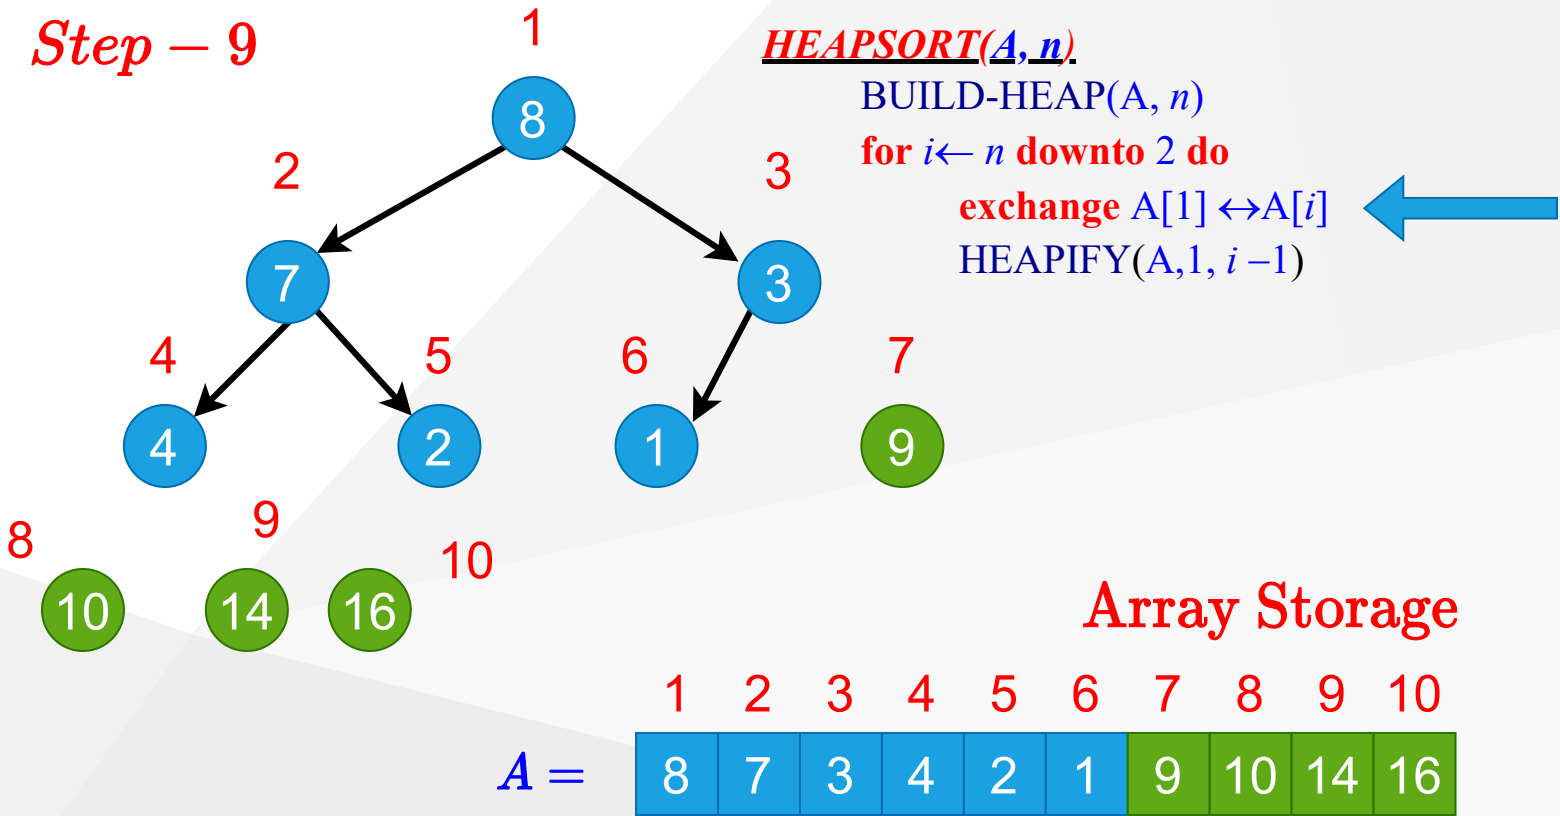 Step – 9
1
HEAPSORT(A, n)
8
BUILD-HEAP(A, n)
2
3
for i← n downto 2 do
exchange A[1] ↔A[i]
7
3
HEAPIFY(A,1, i –1)
4
5
6
7
4
2
1
9
8
9
10
10
14
16
Array Storage
1 2 3 4 5 6 7 8 9 10
A = 8 7 3 4 2 1 9 10 14 16